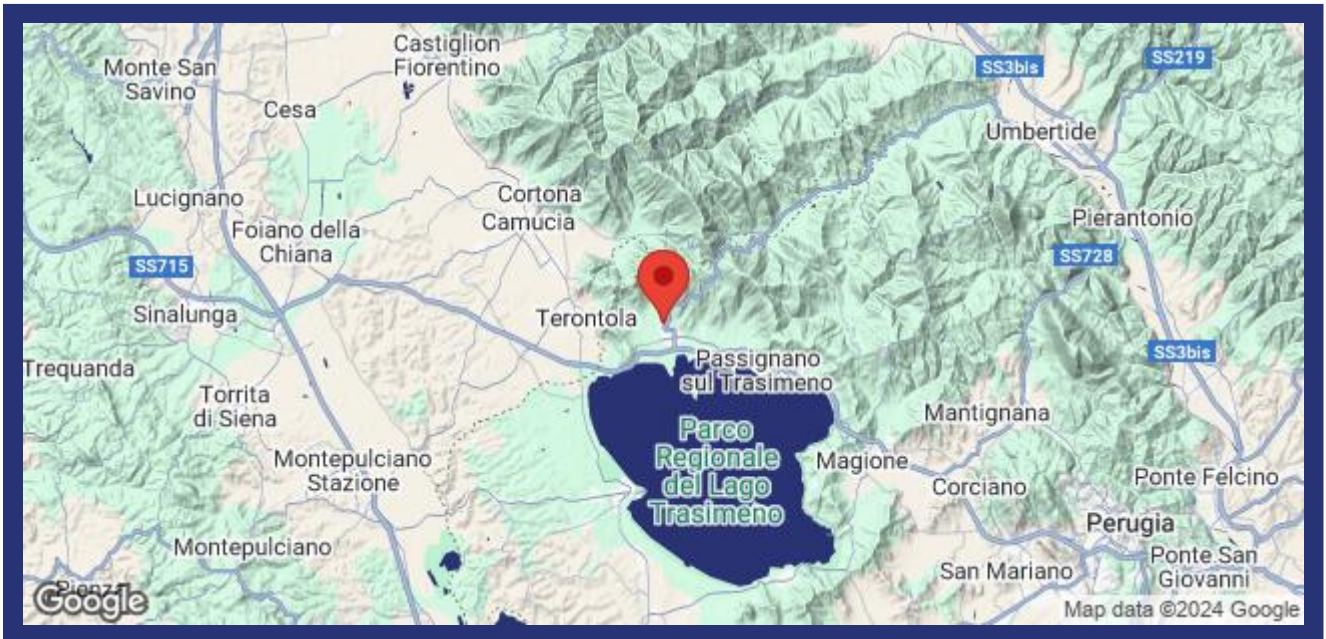 Castiglion
Fiorentino
Monte San
Savino
Cesa
SS3bis
SS219
Umbertide
Lucignano
Cortona
Camucia
Foiano della
Chiana
Pierantonio
SS728
SS715
Sinalunga
Terontola
SS3bis
Trequanda
Passignano
sul Trasimeno
Torrita
di Siena
Mantignana
Parco
Regionale
del Lago
Trasimeno
Montepulciano
Stazione
Magione
Corciano
Ponte Felcino
Perugia
Montepulciano
San Mariano
Ponte San
Giovanni
Pienza
Google
Map data ©2024 Google